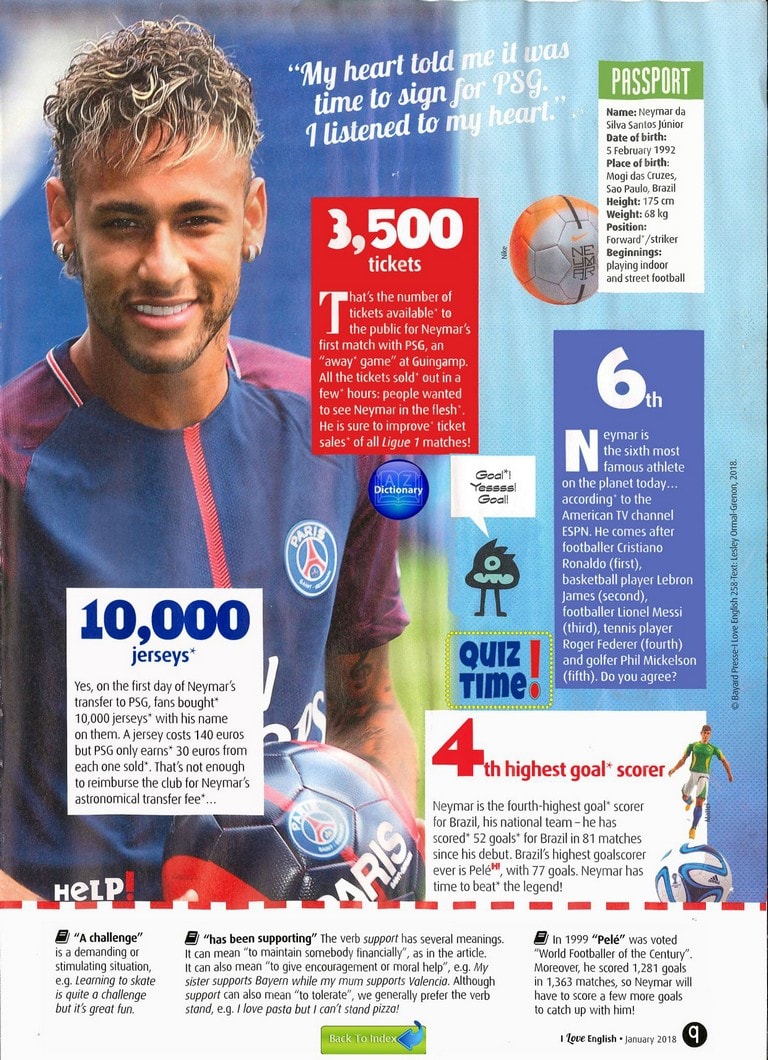 “My heart told me it was
time to sign for PSG.
I listened to my heart.”
PASSPORT
Name: Neymar da
Silva Santos Júnior
Date of birth:
5 February 1992
Place of birth:
Mogi das Cruzes,
Sao Paulo, Brazil
Height: 175 cm
Weight: 68 kg
Position:
Forward*/striker
Beginnings:
playing indoor
and street football
Nike
3,500
tickets
That’s the number of
tickets available* to
the public for Neymar’s
first match with PSG, an
“away* game” at Guingamp.
All the tickets sold* out in a
few* hours: people wanted
to see Neymar in the flesh*.
He is sure to improve* ticket
sales* of all Ligue 1 matches!
6th
Neymar is
the sixth most
famous athlete
on the planet today...
according* to the
American TV channel
ESPN. He comes after
footballer Cristiano
Ronaldo (first),
basketball player Lebron
James (second),
footballer Lionel Messi
(third), tennis player
Roger Federer (fourth)
and golfer Phil Mickelson
(fifth). Do you agree?
AZ
Dictionary
Goal*!
Yessss!
Goal!
QUIZ
TIME!
PARIS
SAINT-GERMAIN
10,000
jerseys*
Yes, on the first day of Neymar’s
transfer to PSG, fans bought*
10,000 jerseys* with his name
on them. A jersey costs 140 euros
but PSG only earns* 30 euros from
each one sold*. That’s not enough
to reimburse the club for Neymar’s
astronomical transfer fee*...
PARIS
4th highest goal* scorer
Neymar is the fourth-highest goal* scorer
for Brazil, his national team – he has
scored* 52 goals* for Brazil in 81 matches
since his debut. Brazil’s highest goalscorer
ever is Pelé H!, with 77 goals. Neymar has
time to beat* the legend!
© Bayard Presse-I Love English 258-Text: Lesley Ormal-Grenon, 2018.
HELP!
“A challenge”
is a demanding or
stimulating situation,
e.g. Learning to skate
is quite a challenge
but it’s great fun.
“has been supporting” The verb support has several meanings.
It can mean “to maintain somebody financially”, as in the article.
It can also mean “to give encouragement or moral help”, e.g. My
sister supports Bayern while my mum supports Valencia. Although
support can also mean “to tolerate”, we generally prefer the verb
stand, e.g. I love pasta but I can’t stand pizza!
In 1999 “Pelé” was voted
“World Footballer of the Century”.
Moreover, he scored 1,281 goals
in 1,363 matches, so Neymar will
have to score a few more goals
to catch up with him!
Back To Index
I Love English • January 2018 9